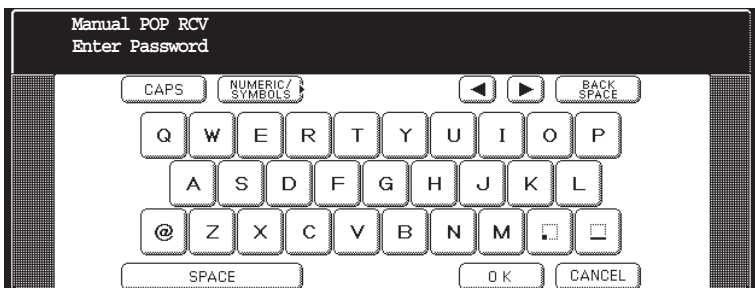 Manual POP RCV
Enter Password
CAPS NUMERIC/ SYMBOLS ◀ ▶ BACK SPACE
Q W E R T Y U I O P
A S D F G H J K L
@ Z X C V B N M . _
SPACE OK CANCEL